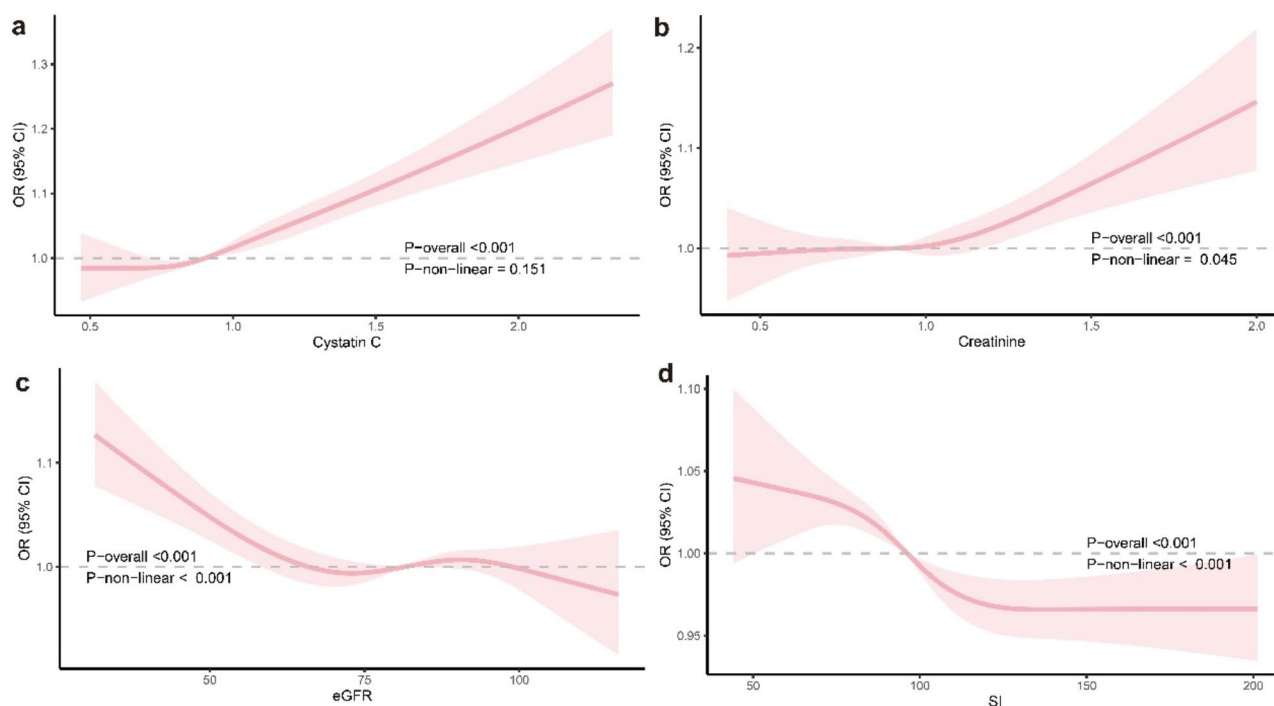 a
1.3
1.2
1.1
1.0
OR (95% CI)
P-overall <0.001
P-non-linear = 0.151
0.5
1.0
1.5
2.0
Cystatin C
b
1.2
1.1
1.0
OR (95% CI)
P-overall <0.001
P-non-linear = 0.045
0.5
1.0
1.5
2.0
Creatinine
c
1.1
1.0
OR (95% CI)
P-overall <0.001
P-non-linear < 0.001
50
75
100
eGFR
d
1.10
1.05
1.00
0.95
OR (95% CI)
P-overall <0.001
P-non-linear < 0.001
50
100
150
200
SI